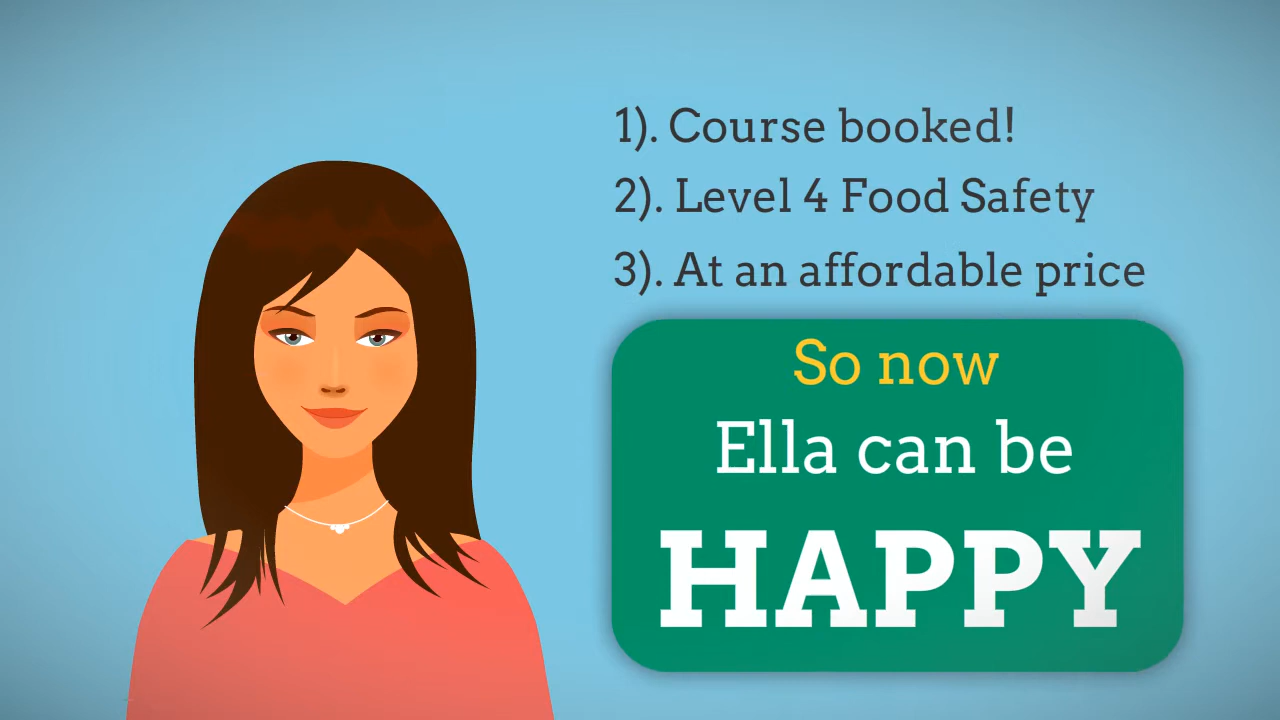 1). Course booked!
2). Level 4 Food Safety
3). At an affordable price
So now
Ella can be
HAPPY